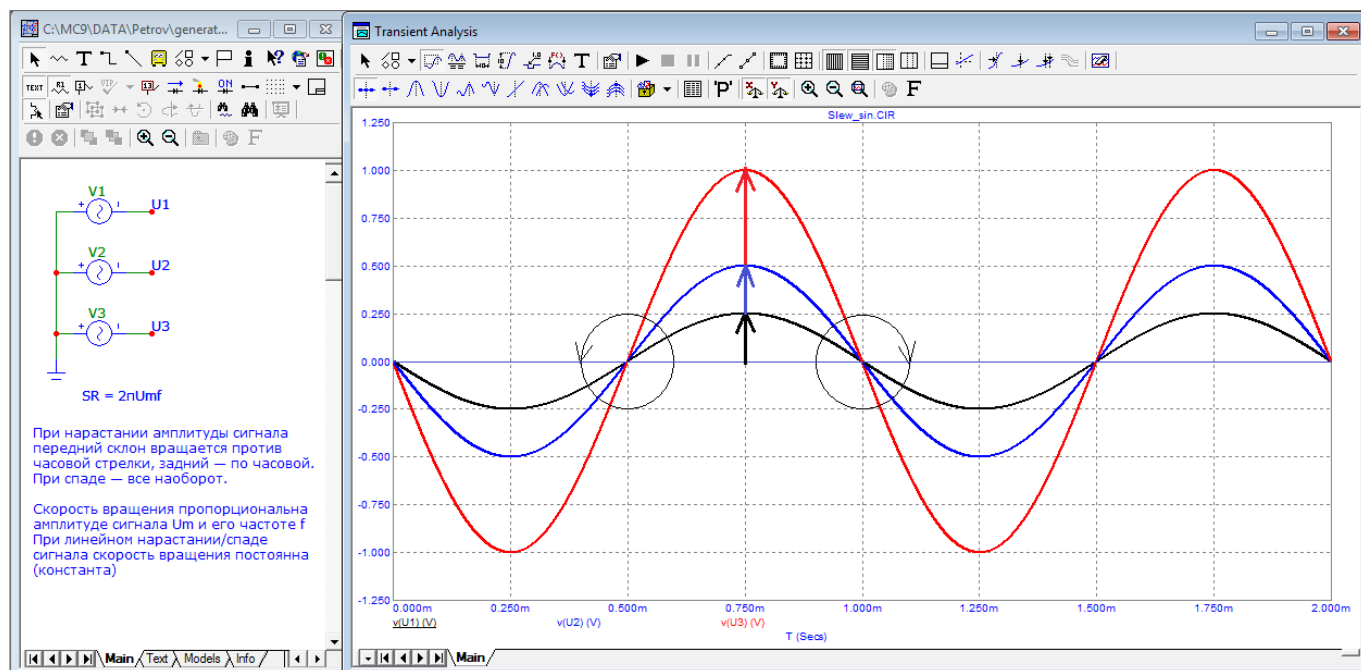 C:\MC9\DATA\Petrov\generat...
TEXT
V1
U1
V2
U2
V3
U3
SR = 2πUmf
При нарастании амплитуды сигнала
передний склон вращается против
часовой стрелки, задний — по часовой.
При спаде — все наоборот.
Скорость вращения пропорциональна
амплитуде сигнала Um и его частоте f
При линейном нарастании/спаде
сигнала скорость вращения постоянна
(константа)
Main Text Models Info
Transient Analysis
Slew_sin.CIR
1.250
1.000
0.750
0.500
0.250
0.000
-0.250
-0.500
-0.750
-1.000
-1.250
0.000m 0.250m 0.500m 0.750m 1.000m 1.250m 1.500m 1.750m 2.000m
v(U1) (V) v(U2) (V) v(U3) (V)
T (Secs)
Main